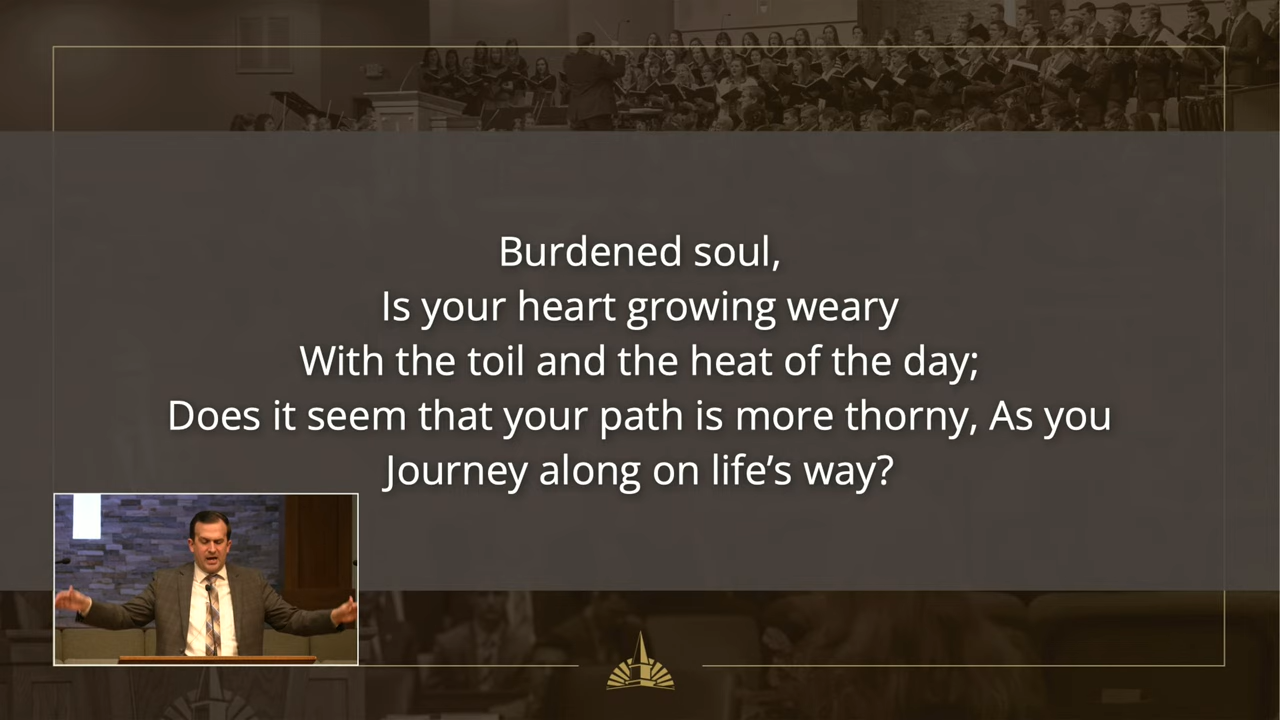 Burdened soul,
Is your heart growing weary
With the toil and the heat of the day;
Does it seem that your path is more thorny, As you
Journey along on life’s way?